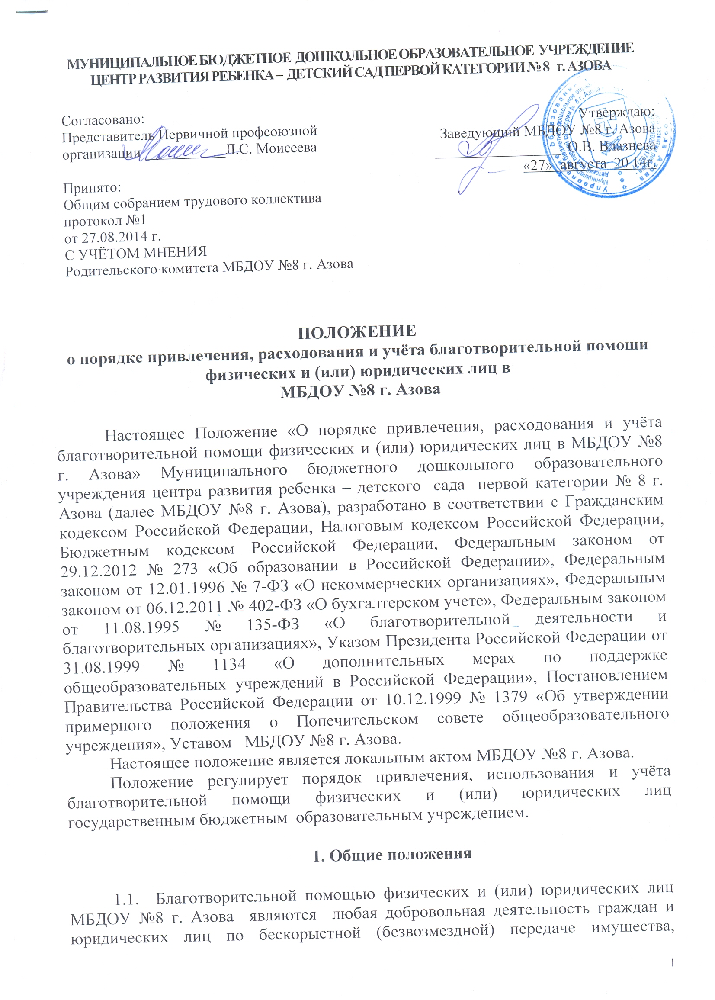 МУНИЦИПАЛЬНОЕ БЮДЖЕТНОЕ ДОШКОЛЬНОЕ ОБРАЗОВАТЕЛЬНОЕ УЧРЕЖДЕНИЕ
ЦЕНТР РАЗВИТИЯ РЕБЕНКА – ДЕТСКИЙ САД ПЕРВОЙ КАТЕГОРИИ № 8 г. АЗОВА
Согласовано:
Представитель Первичной профсоюзной
организации____________Л.С. Моисеева
Утверждаю:
Заведующий МБДОУ №8 г. Азова
О.В. Влазнева
«27» августа 20 14г.
Принято:
Общим собранием трудового коллектива
протокол №1
от 27.08.2014 г.
С УЧЁТОМ МНЕНИЯ
Родительского комитета МБДОУ №8 г. Азова
ПОЛОЖЕНИЕ
о порядке привлечения, расходования и учёта благотворительной помощи
физических и (или) юридических лиц в
МБДОУ №8 г. Азова
Настоящее Положение «О порядке привлечения, расходования и учёта
благотворительной помощи физических и (или) юридических лиц в МБДОУ №8
г. Азова» Муниципального бюджетного дошкольного образовательного
учреждения центра развития ребенка – детского сада первой категории № 8 г.
Азова (далее МБДОУ №8 г. Азова), разработано в соответствии с Гражданским
кодексом Российской Федерации, Налоговым кодексом Российской Федерации,
Бюджетным кодексом Российской Федерации, Федеральным законом от
29.12.2012 № 273 «Об образовании в Российской Федерации», Федеральным
законом от 12.01.1996 № 7-ФЗ «О некоммерческих организациях», Федеральным
законом от 06.12.2011 № 402-ФЗ «О бухгалтерском учете», Федеральным законом
от 11.08.1995 № 135-ФЗ «О благотворительной деятельности и
благотворительных организациях», Указом Президента Российской Федерации от
31.08.1999 № 1134 «О дополнительных мерах по поддержке
общеобразовательных учреждений в Российской Федерации», Постановлением
Правительства Российской Федерации от 10.12.1999 № 1379 «Об утверждении
примерного положения о Попечительском совете общеобразовательного
учреждения», Уставом МБДОУ №8 г. Азова.
Настоящее положение является локальным актом МБДОУ №8 г. Азова.
Положение регулирует порядок привлечения, использования и учёта
благотворительной помощи физических и (или) юридических лиц
государственным бюджетным образовательным учреждением.
1. Общие положения
1.1. Благотворительной помощью физических и (или) юридических лиц
МБДОУ №8 г. Азова являются любая добровольная деятельность граждан и
юридических лиц по бескорыстной (безвозмездной) передаче имущества,
1